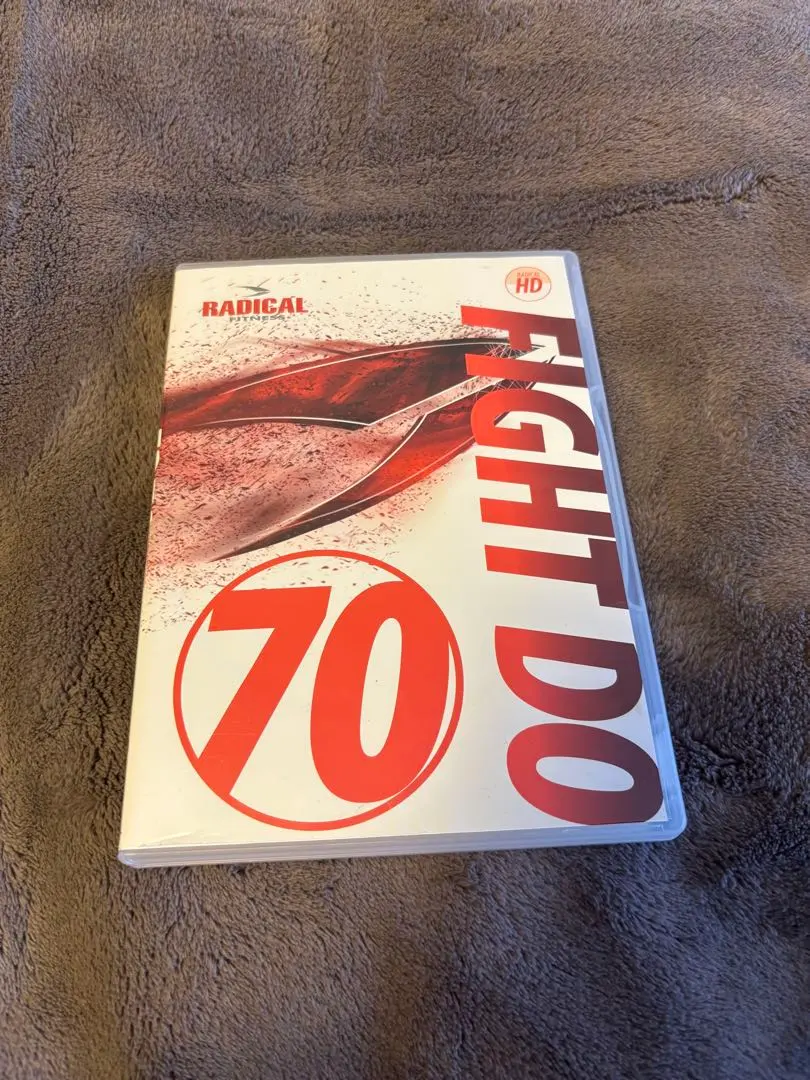 RADICAL
FITNESS
RADICAL
HD
FIGHT DO
70